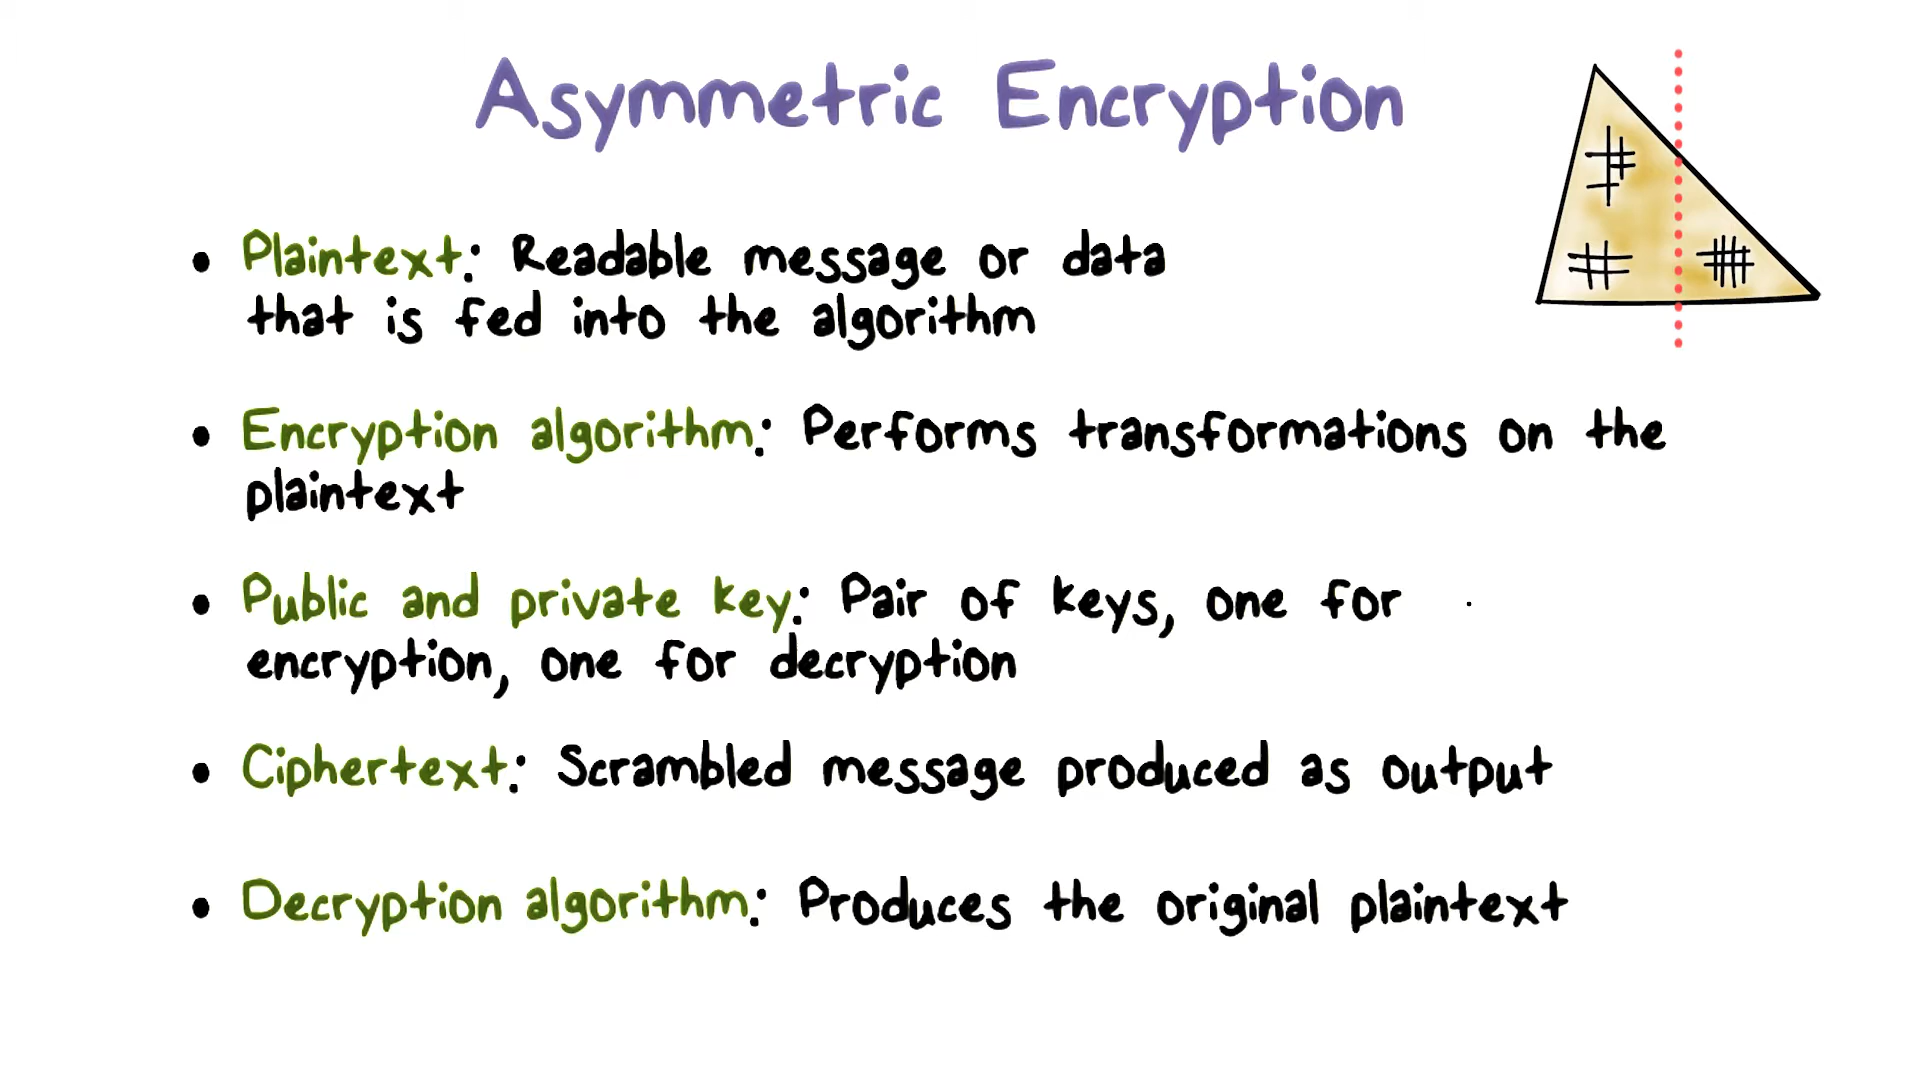 Asymmetric Encryption
• Plaintext: Readable message or data
that is fed into the algorithm
• Encryption algorithm: Performs transformations on the
plaintext
• Public and private key: Pair of keys, one for
encryption, one for decryption
• Ciphertext: Scrambled message produced as output
• Decryption algorithm: Produces the original plaintext